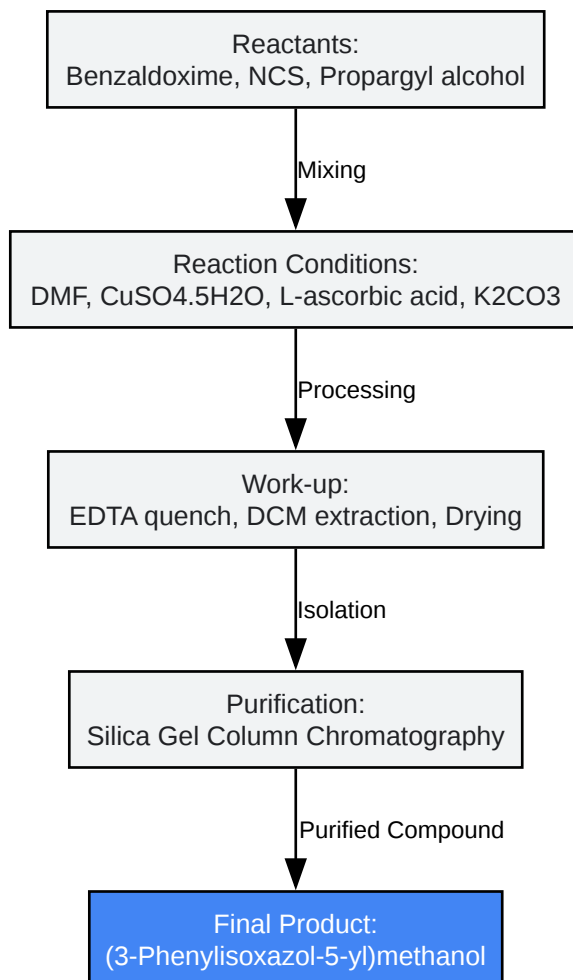 Reactants:
Benzaldoxime, NCS, Propargyl alcohol
Mixing
Reaction Conditions:
DMF, CuSO4.5H2O, L-ascorbic acid, K2CO3
Processing
Work-up:
EDTA quench, DCM extraction, Drying
Isolation
Purification:
Silica Gel Column Chromatography
Purified Compound
Final Product:
(3-Phenylisoxazol-5-yl)methanol